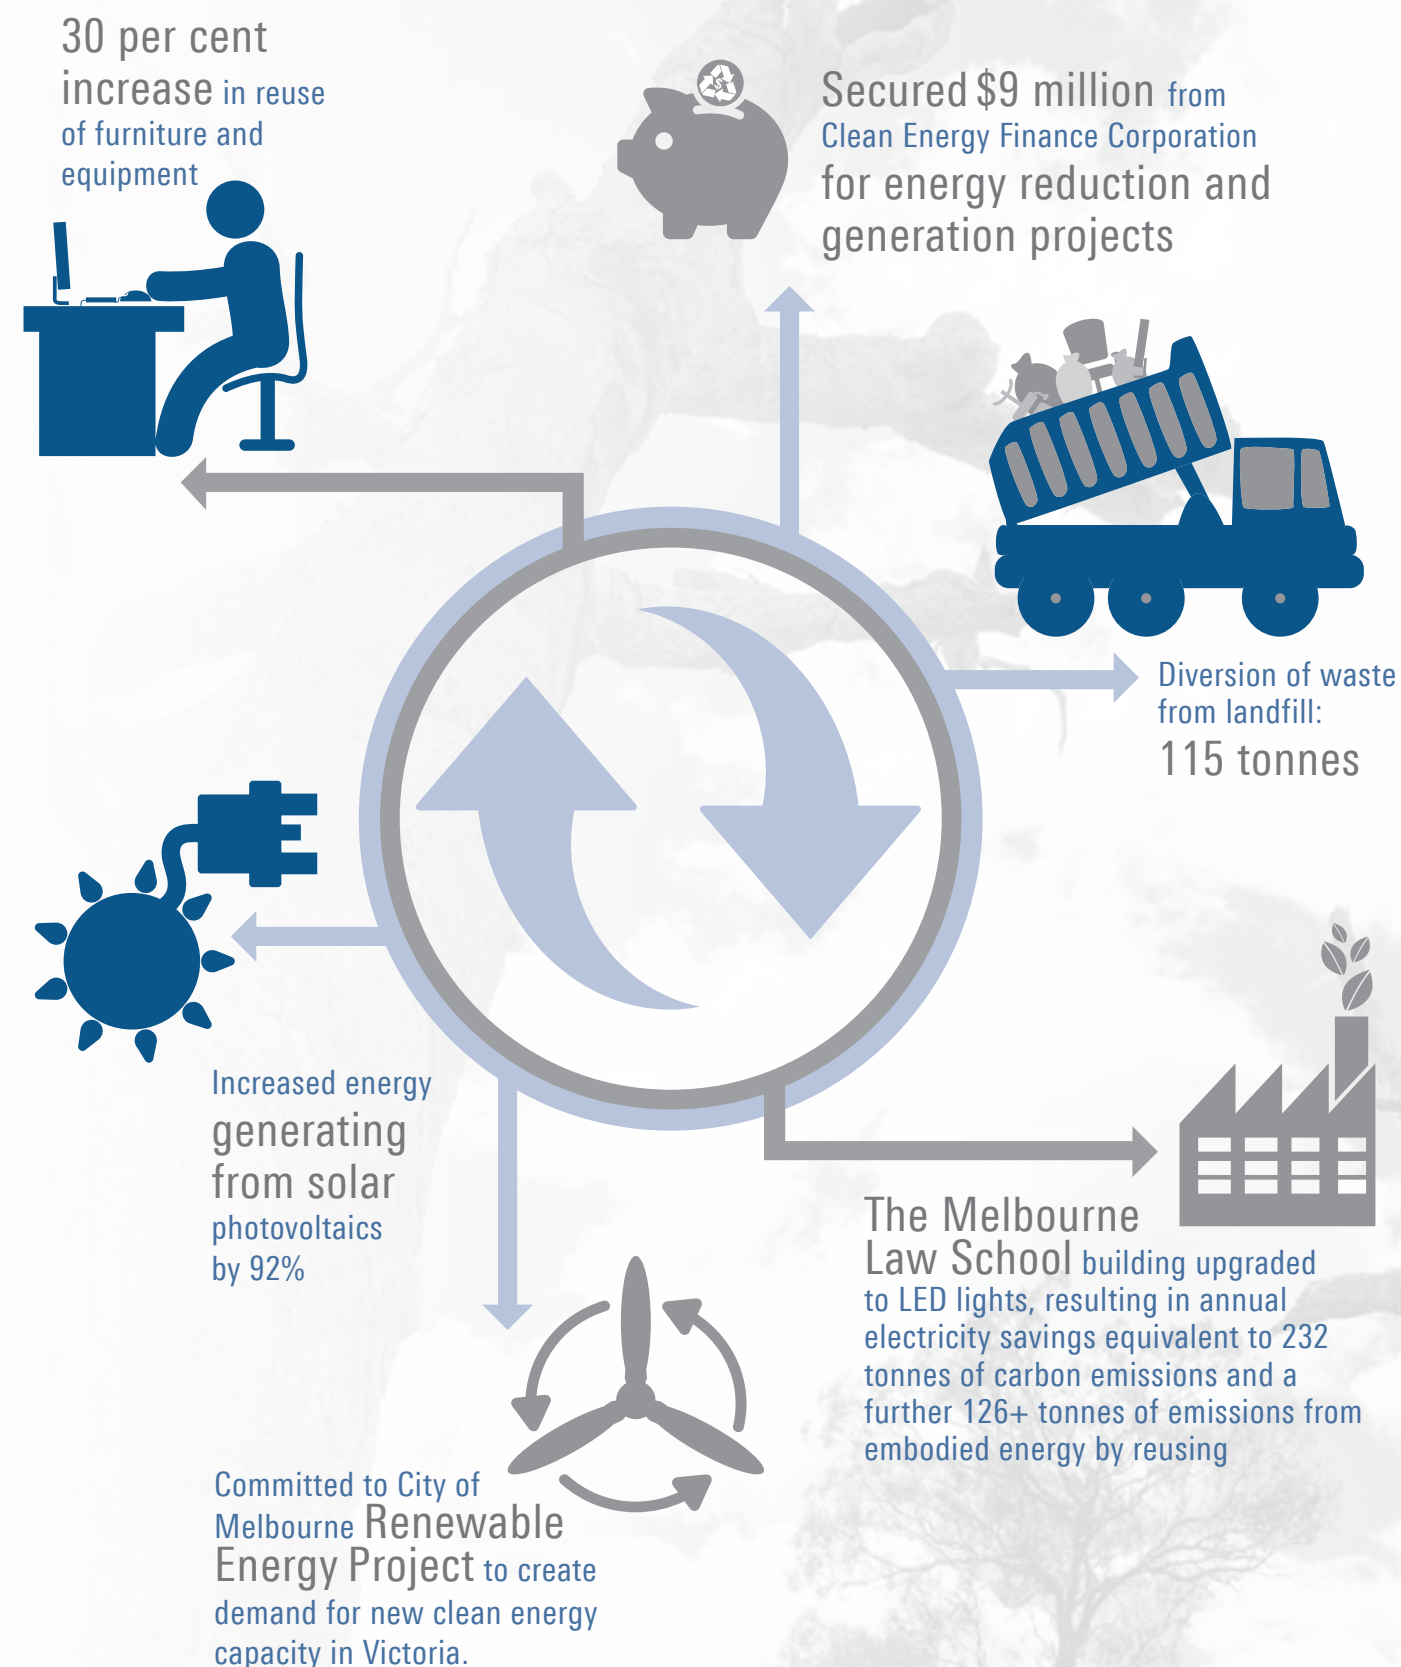 30 per cent
increase in reuse
of furniture and
equipment
Secured $9 million from
Clean Energy Finance Corporation
for energy reduction and
generation projects
Diversion of waste
from landfill:
115 tonnes
Increased energy
generating
from solar
photovoltaics
by 92%
The Melbourne
Law School building upgraded
to LED lights, resulting in annual
electricity savings equivalent to 232
tonnes of carbon emissions and a
further 126+ tonnes of emissions from
embodied energy by reusing
Committed to City of
Melbourne Renewable
Energy Project to create
demand for new clean energy
capacity in Victoria.